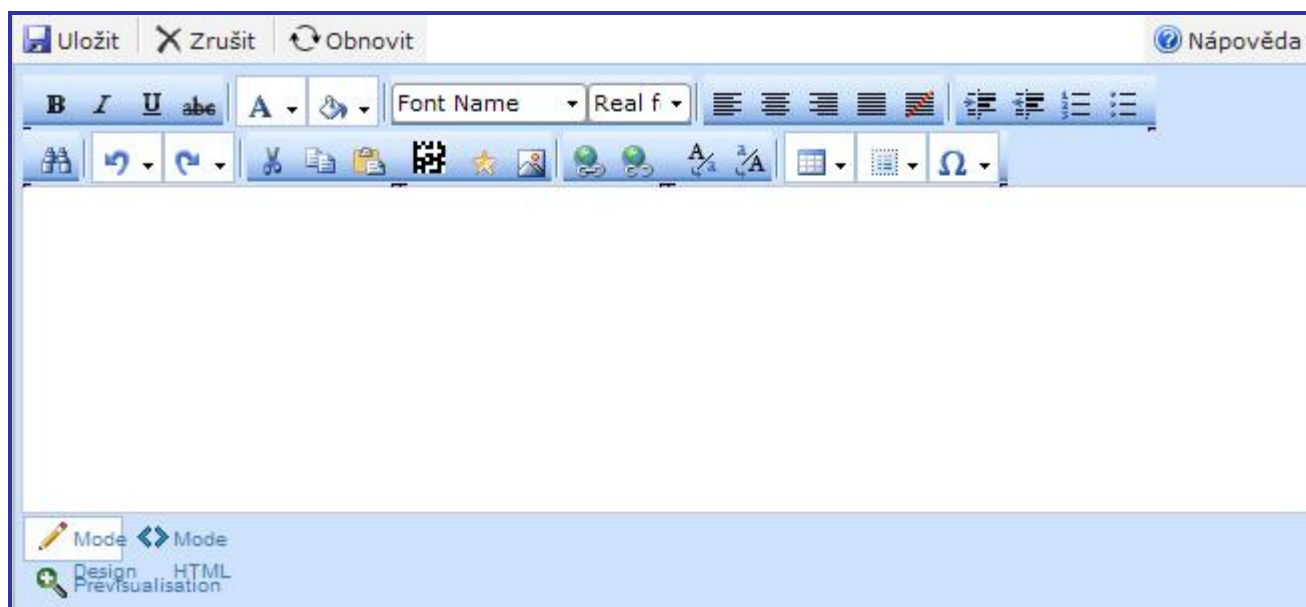 Uložit Zrušit Obnovit Nápověda
B I U abc A Font Name Real f
A a a A Ω
Mode Mode
Design HTML
Prévisualisation